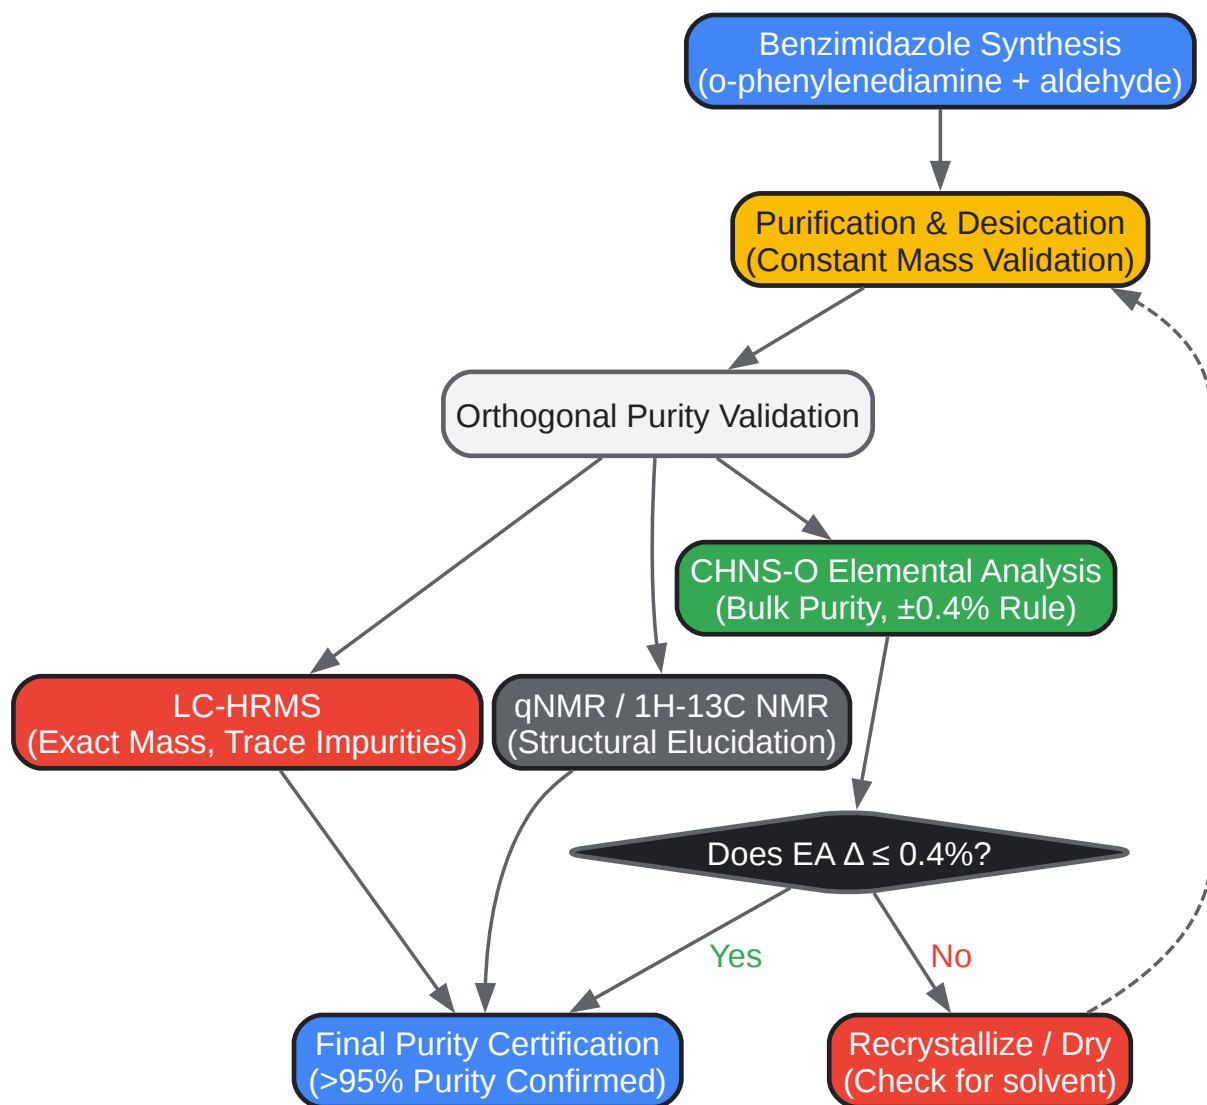 Benzimidazole Synthesis
(o-phenylenediamine + aldehyde)
Purification & Desiccation
(Constant Mass Validation)
Orthogonal Purity Validation
CHNS-O Elemental Analysis
(Bulk Purity, ±0.4% Rule)
LC-HRMS
(Exact Mass, Trace Impurities)
qNMR / 1H-13C NMR
(Structural Elucidation)
Does EA Δ ≤ 0.4%?
Yes
No
Final Purity Certification
(>95% Purity Confirmed)
Recrystallize / Dry
(Check for solvent)